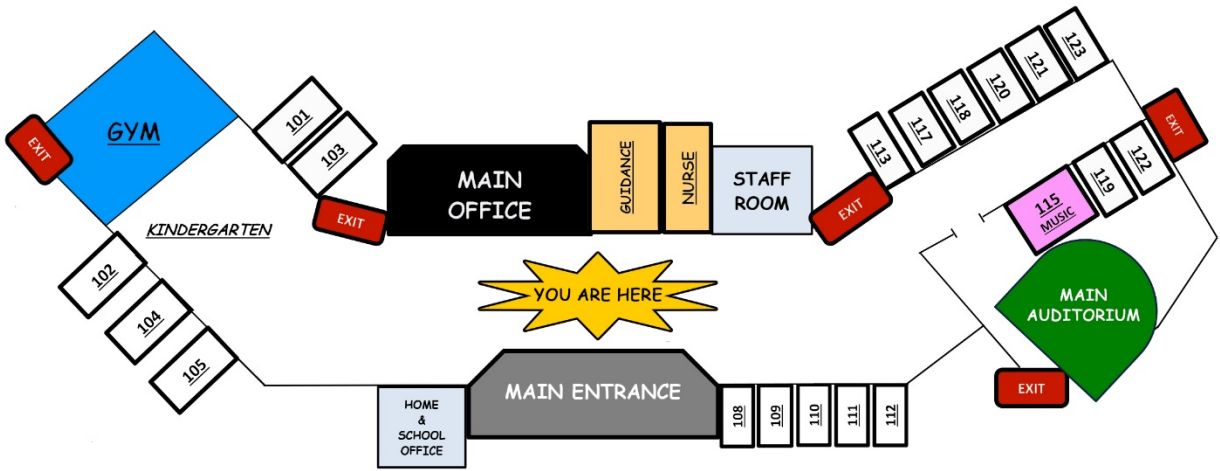 GYM
EXIT
KINDERGARTEN
101
103
EXIT
102
104
105
MAIN
OFFICE
GUIDANCE
NURSE
STAFF
ROOM
YOU ARE HERE
HOME
&
SCHOOL
OFFICE
MAIN ENTRANCE
108
109
110
111
112
EXIT
113
117
118
120
121
123
EXIT
115
MUSIC
119
122
MAIN
AUDITORIUM
EXIT